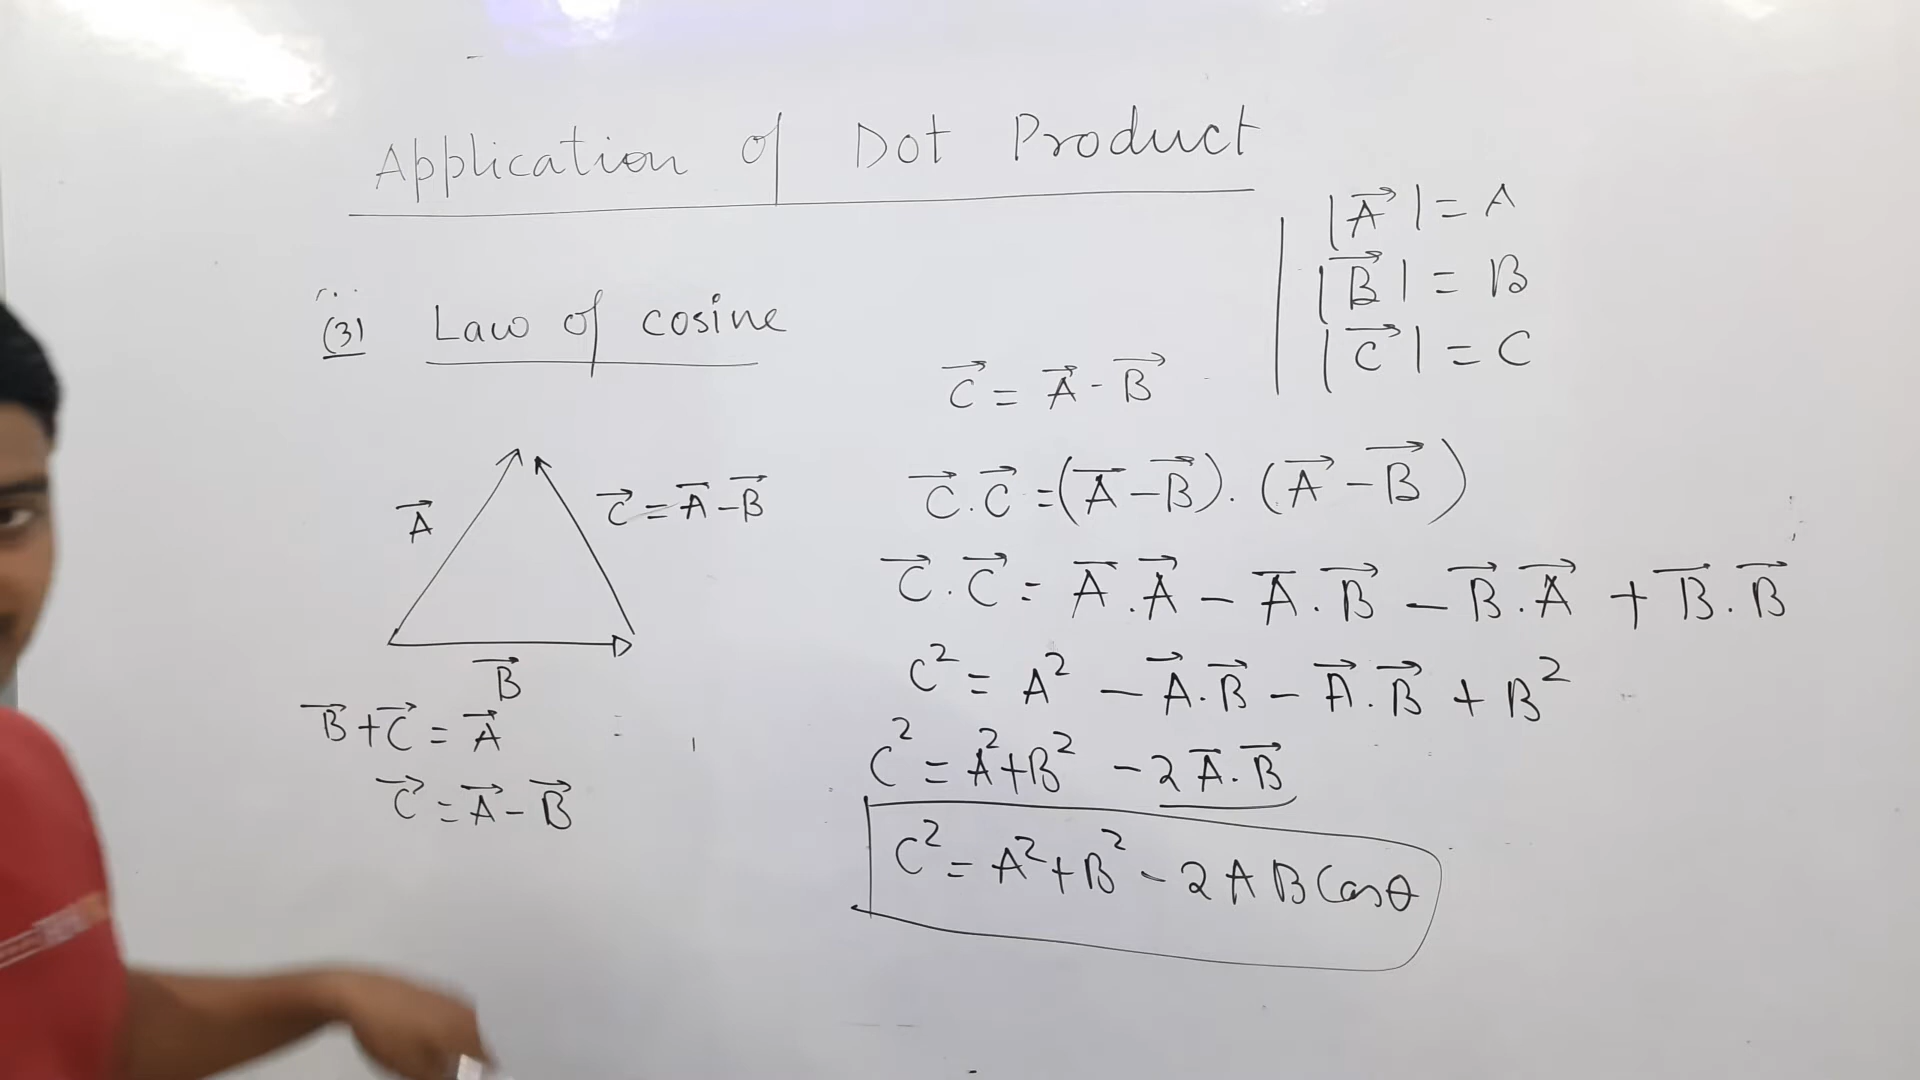 Application of Dot Product
|A⃗| = A
|B⃗| = B
|C⃗| = C
(3) Law of cosine
A⃗
C⃗ = A⃗ - B⃗
B⃗
B⃗ + C⃗ = A⃗
C⃗ = A⃗ - B⃗
C⃗ = A⃗ - B⃗
C⃗ . C⃗ = (A⃗ - B⃗) . (A⃗ - B⃗)
C⃗ . C⃗ = A⃗ . A⃗ - A⃗ . B⃗ - B⃗ . A⃗ + B⃗ . B⃗
C² = A² - A⃗ . B⃗ - A⃗ . B⃗ + B²
C² = A² + B² - 2 A⃗ . B⃗
C² = A² + B² - 2 A B Cosθ